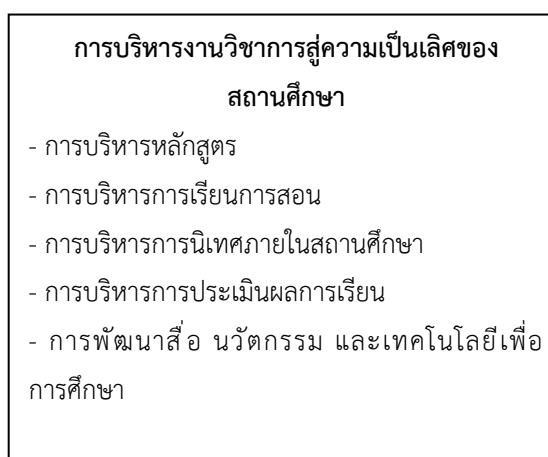 การบริหารงานวิชาการสู่ความเป็นเลิศของ
สถานศึกษา
- การบริหารหลักสูตร
- การบริหารการเรียนการสอน
- การบริหารการนิเทศภายในสถานศึกษา
- การบริหารการประเมินผลการเรียน
- การพัฒนาสื่อ นวัตกรรม และเทคโนโลยีเพื่อ
การศึกษา